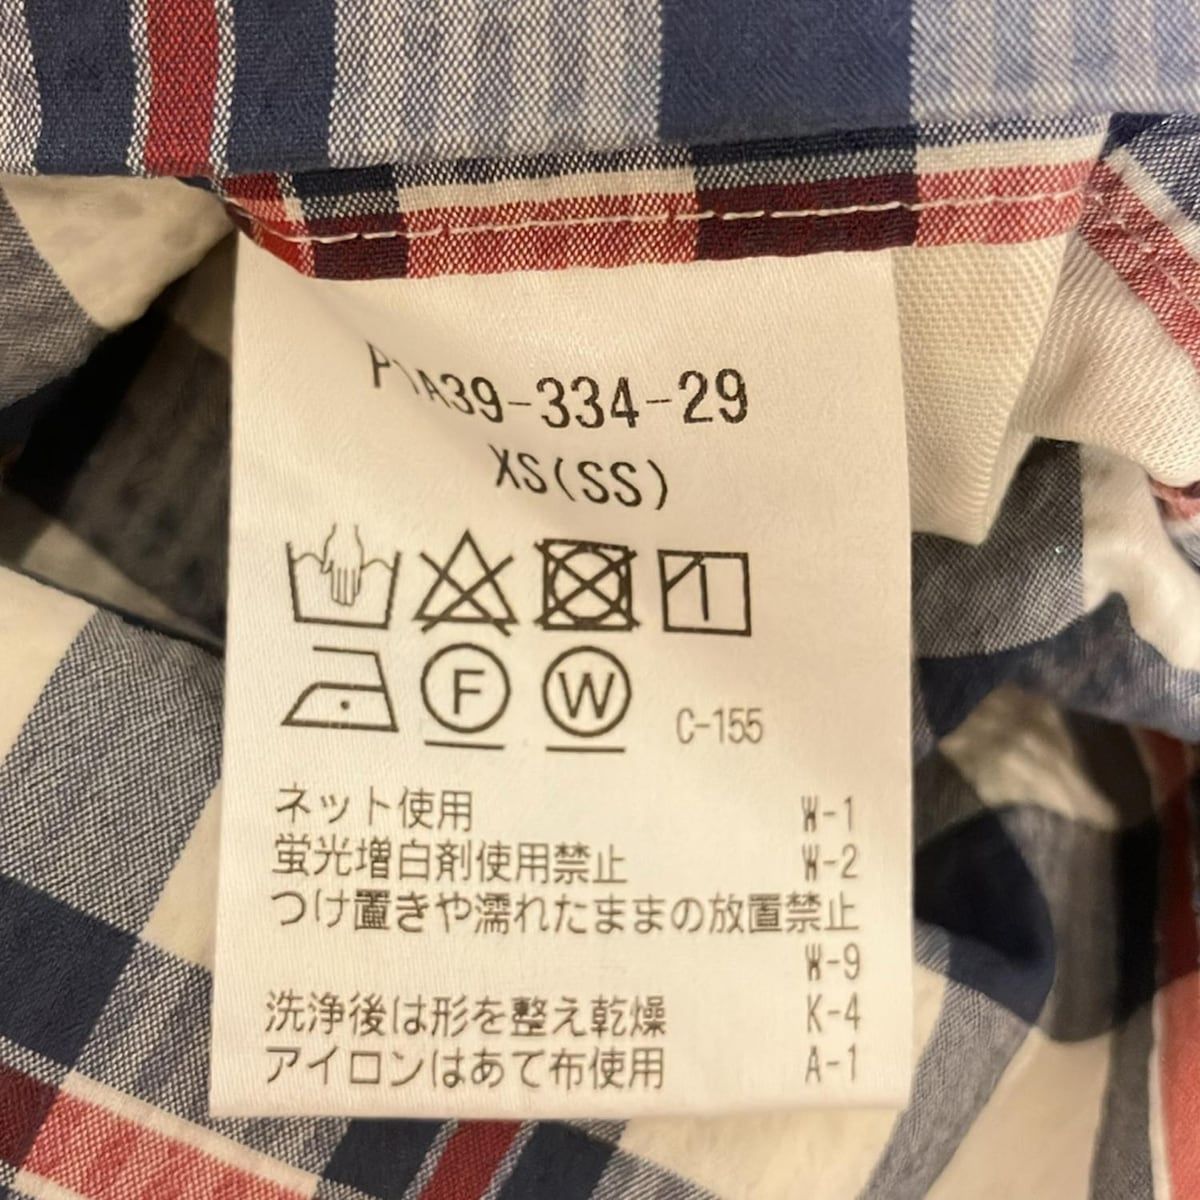 P1A39-334-29
XS(SS)
F W C-155
ネット使用 W-1
蛍光増白剤使用禁止 W-2
つけ置きや濡れたままの放置禁止
W-9
洗浄後は形を整え乾燥 K-4
アイロンはあて布使用 A-1